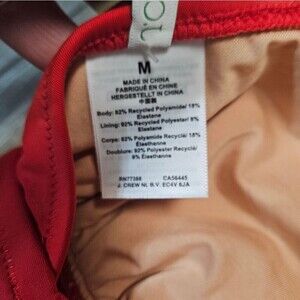 M
MADE IN CHINA
FABRIQUÉ EN CHINE
HERGESTELLT IN CHINA
中国製
Body: 82% Recycled Polyamide/ 18%
Elastane
Lining: 92% Recycled Polyester/ 8%
Elastane
Corps: 82% Polyamide Recyclé/ 18%
Élasthanne
Doublure: 92% Polyester Recyclé/
8% Élasthanne
RN77388 CA56445
J. CREW NL B.V. EC4V 6JA